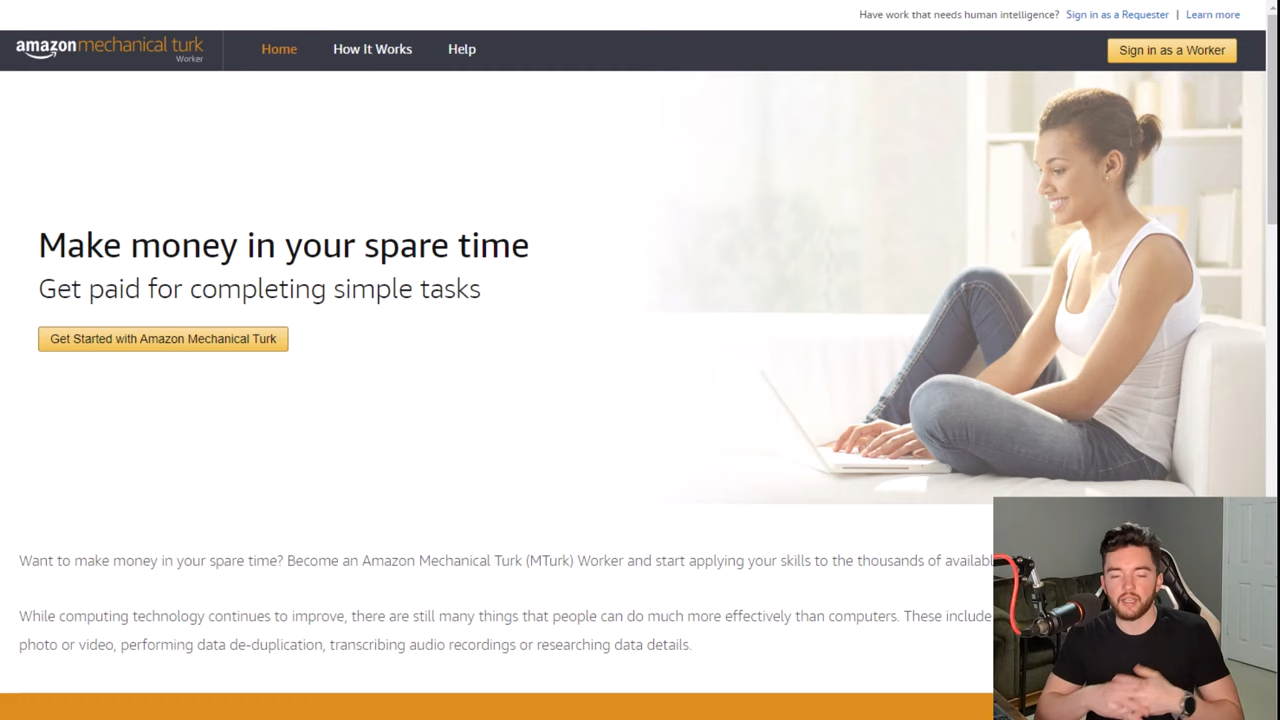 Have work that needs human intelligence? Sign in as a Requester | Learn more
amazon mechanical turk
Worker
Home How It Works Help
Sign in as a Worker
Make money in your spare time
Get paid for completing simple tasks
Get Started with Amazon Mechanical Turk
Want to make money in your spare time? Become an Amazon Mechanical Turk (MTurk) Worker and start applying your skills to the thousands of
While computing technology continues to improve, there are still many things that people can do much more effectively than computers. These include
photo or video, performing data de-duplication, transcribing audio recordings or researching data details.